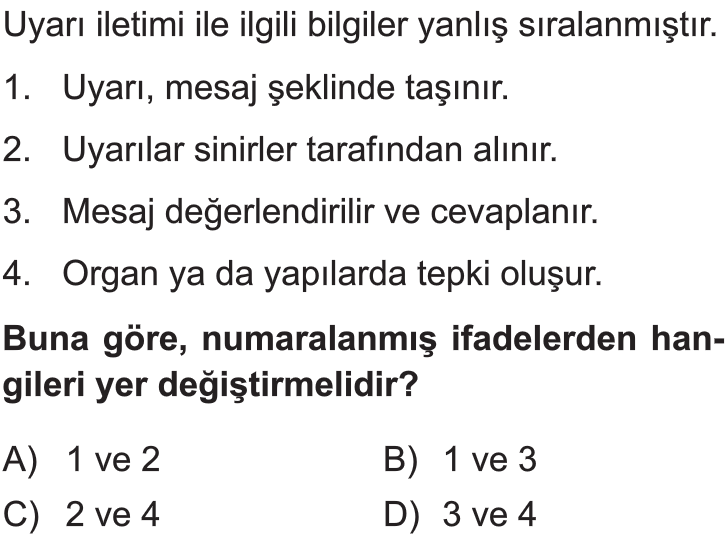 Uyarı iletimi ile ilgili bilgiler yanlış sıralanmıştır.
1. Uyarı, mesaj şeklinde taşınır.
2. Uyarılar sinirler tarafından alınır.
3. Mesaj değerlendirilir ve cevaplanır.
4. Organ ya da yapılarda tepki oluşur.
Buna göre, numaralanmış ifadelerden han-
gileri yer değiştirmelidir?
A) 1 ve 2 B) 1 ve 3
C) 2 ve 4 D) 3 ve 4